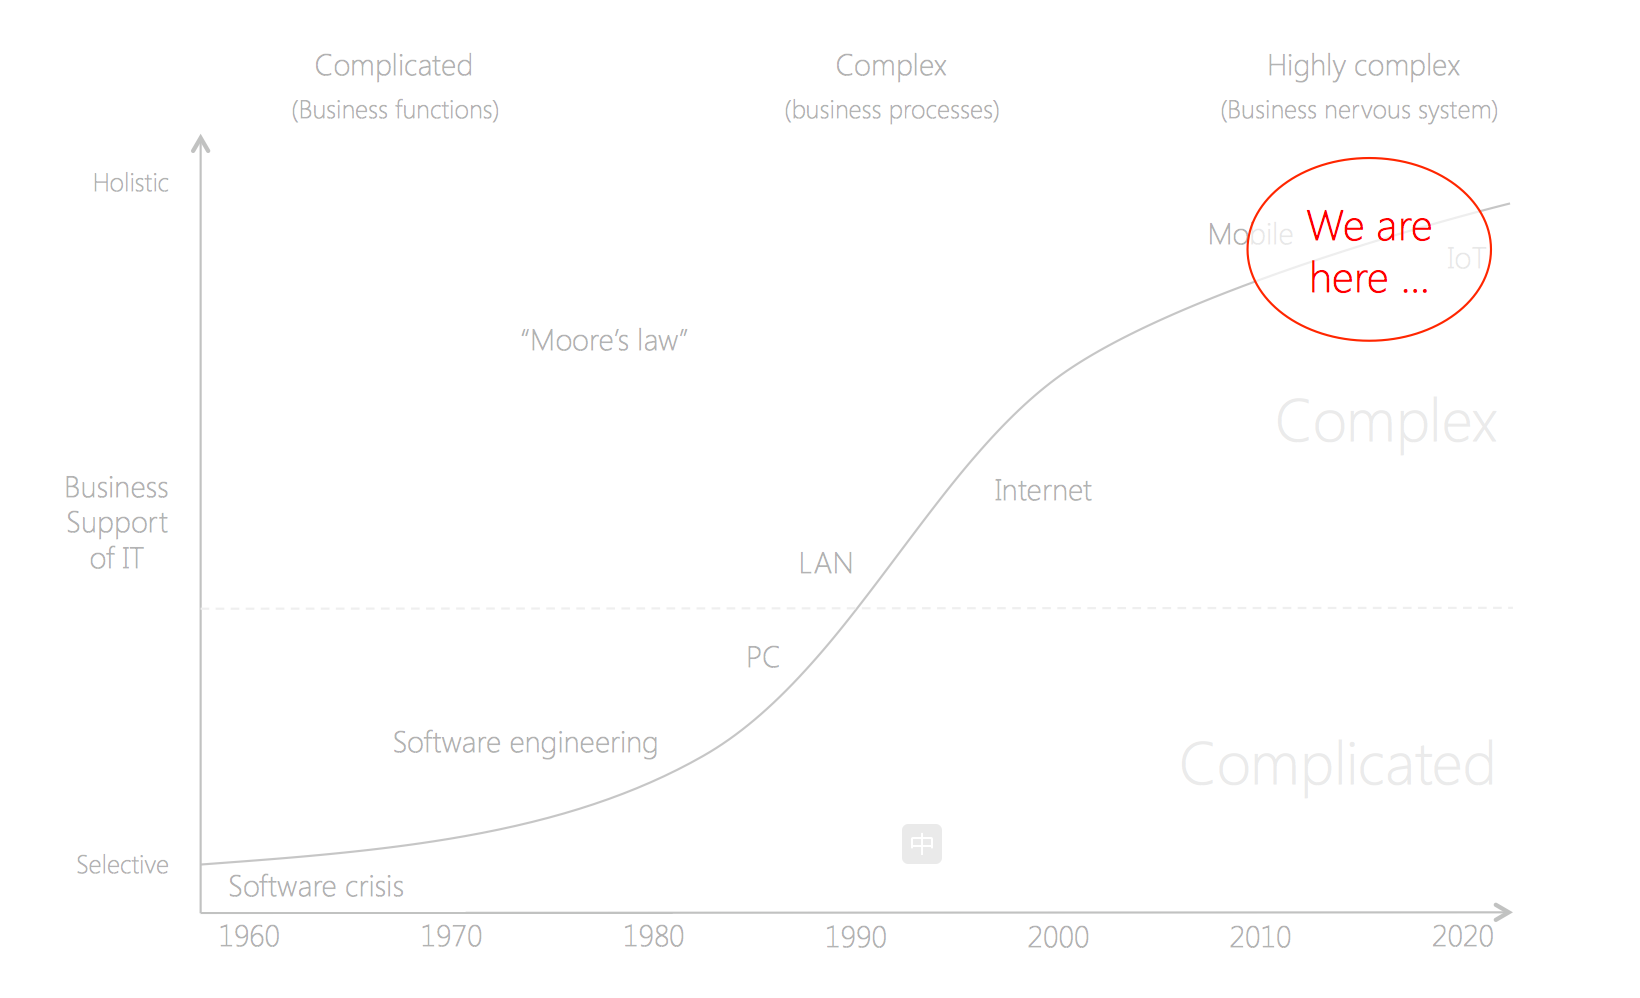 Complicated
(Business functions)
Complex
(business processes)
Highly complex
(Business nervous system)
Holistic
Mobile
We are
here ...
IoT
"Moore's law"
Complex
Business
Support
of IT
Internet
LAN
PC
Software engineering
Complicated
中
Selective
Software crisis
1960
1970
1980
1990
2000
2010
2020